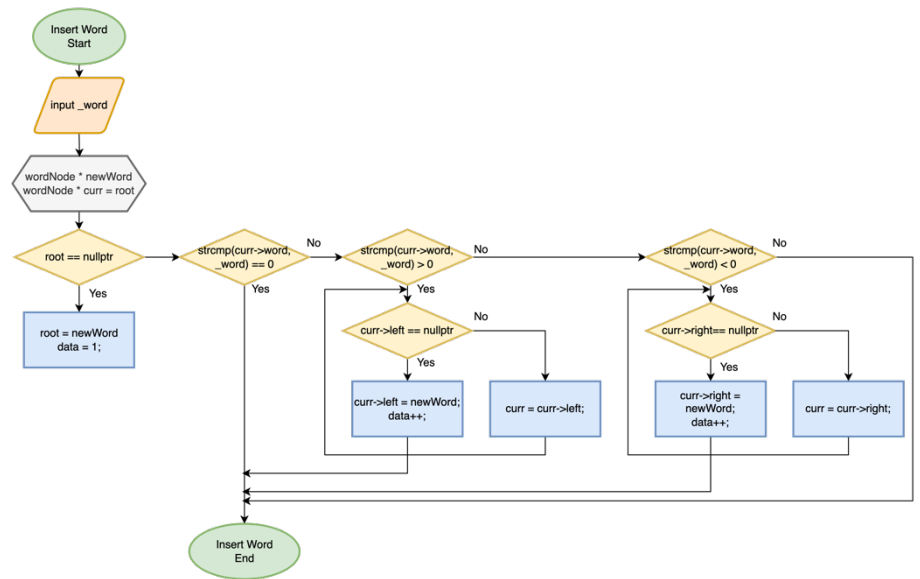 Insert Word
Start
input _word
wordNode * newWord
wordNode * curr = root
root == nullptr
Yes
root = newWord
data = 1;
strcmp(curr->word,
_word) == 0
No
Yes
strcmp(curr->word,
_word) > 0
No
Yes
curr->left == nullptr
No
Yes
curr->left = newWord;
data++;
curr = curr->left;
strcmp(curr->word,
_word) < 0
No
Yes
curr->right== nullptr
No
Yes
curr->right =
newWord;
data++;
curr = curr->right;
Insert Word
End